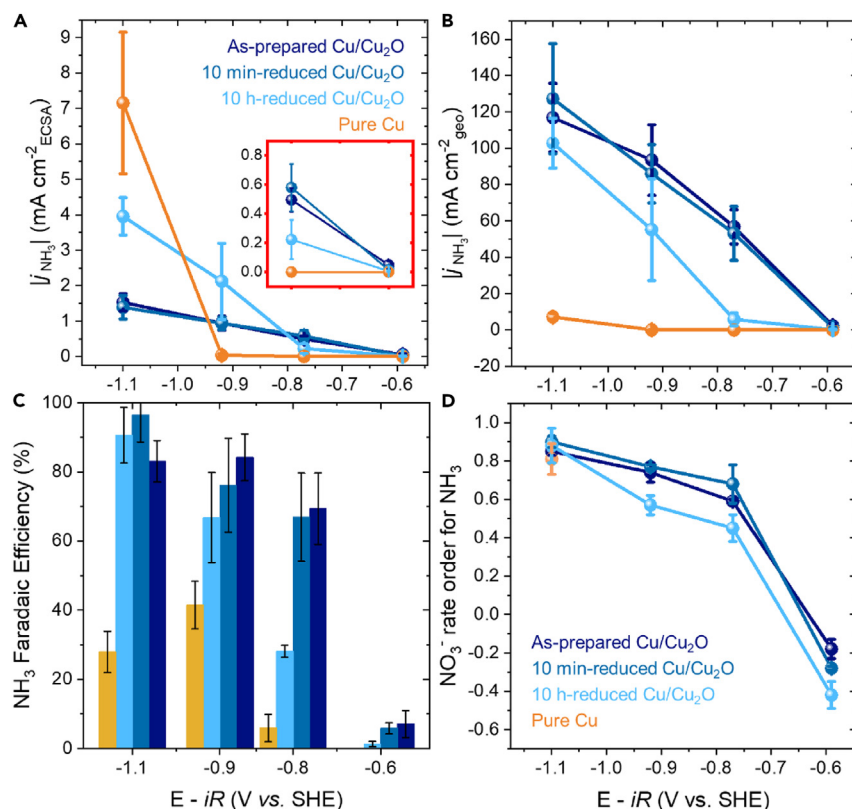 A
9
8
7
6
5
4
3
2
1
0
|j NH3| (mA cm-2 ECSA)
As-prepared Cu/Cu2O
10 min-reduced Cu/Cu2O
10 h-reduced Cu/Cu2O
Pure Cu
0.8
0.6
0.4
0.2
0.0
-1.1 -1.0 -0.9 -0.8 -0.7 -0.6
B
160
140
120
100
80
60
40
20
0
-20
|j NH3| (mA cm-2 geo)
-1.1 -1.0 -0.9 -0.8 -0.7 -0.6
C
100
80
60
40
20
0
NH3 Faradaic Efficiency (%)
-1.1 -0.9 -0.8 -0.6
E - iR (V vs. SHE)
D
1.0
0.8
0.6
0.4
0.2
0.0
-0.2
-0.4
-0.6
NO3- rate order for NH3
As-prepared Cu/Cu2O
10 min-reduced Cu/Cu2O
10 h-reduced Cu/Cu2O
Pure Cu
-1.1 -1.0 -0.9 -0.8 -0.7 -0.6
E - iR (V vs. SHE)